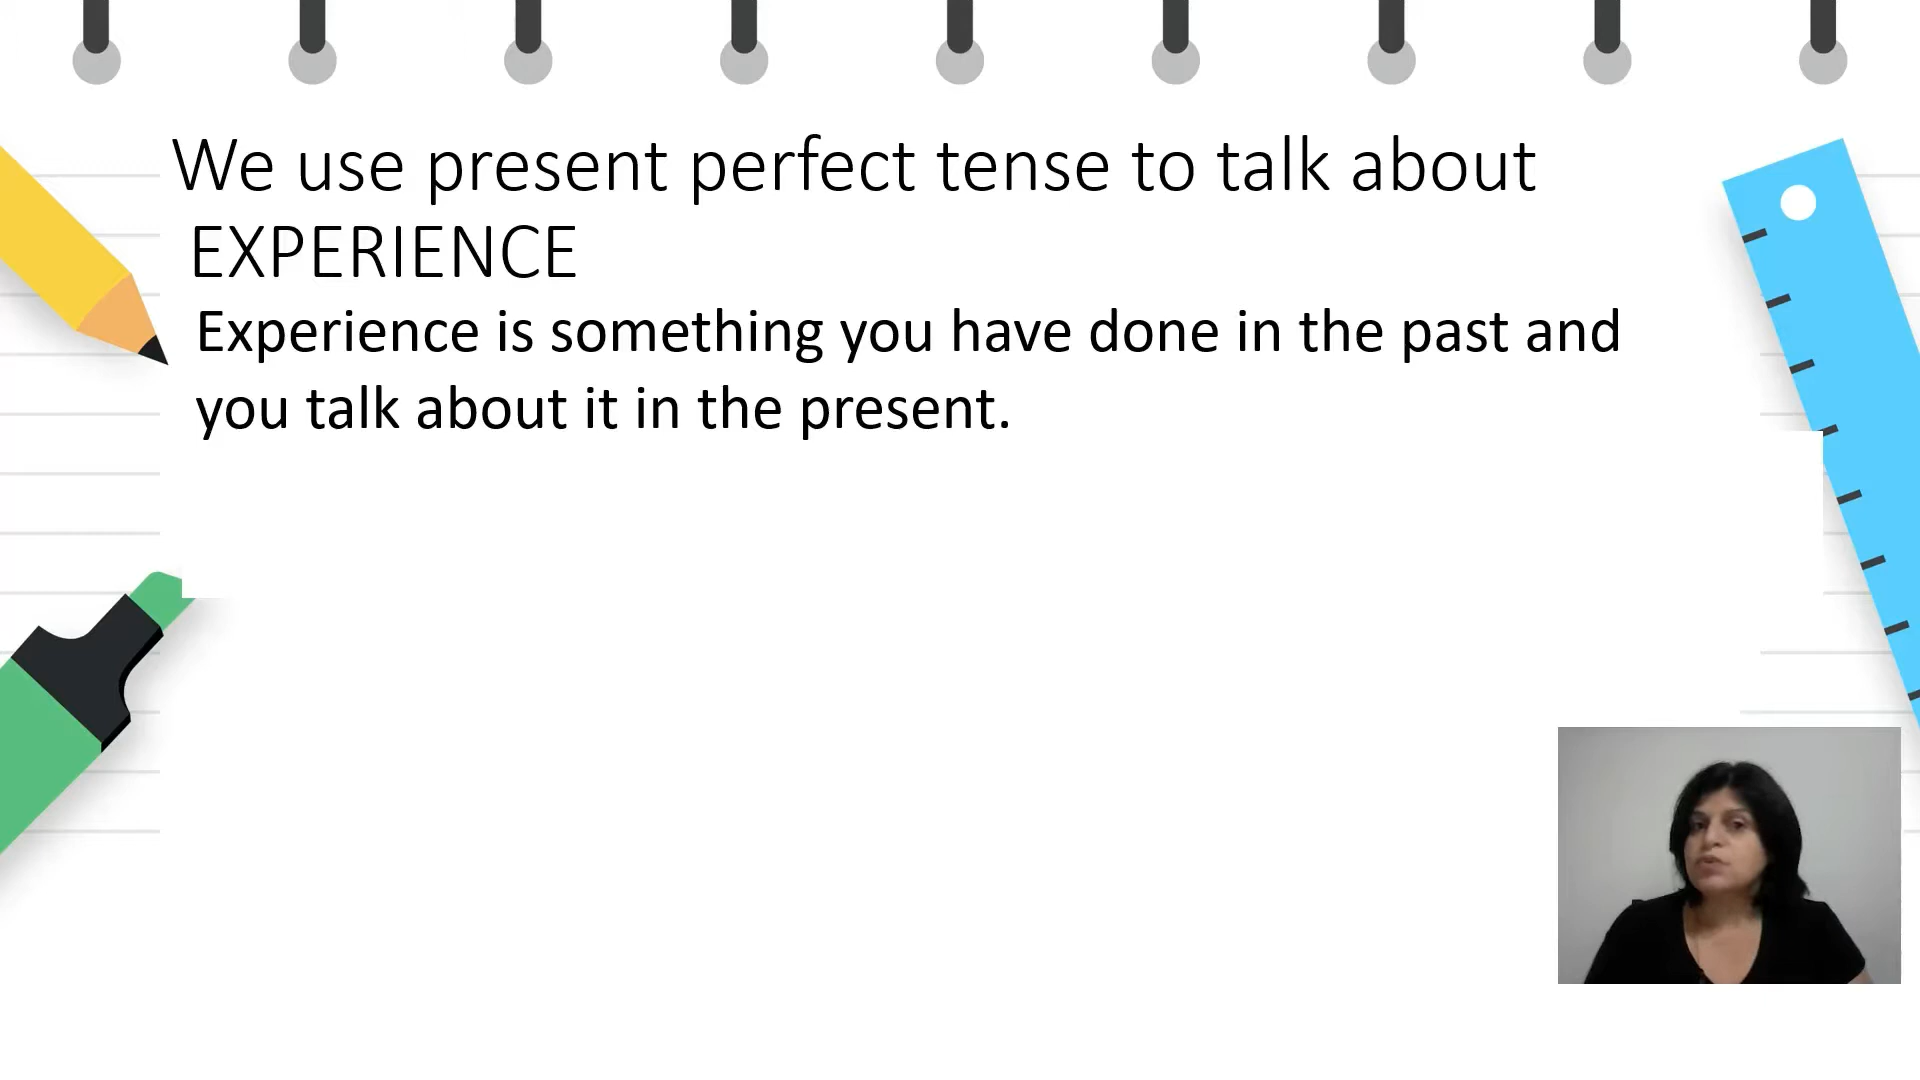 We use present perfect tense to talk about
EXPERIENCE
Experience is something you have done in the past and
you talk about it in the present.